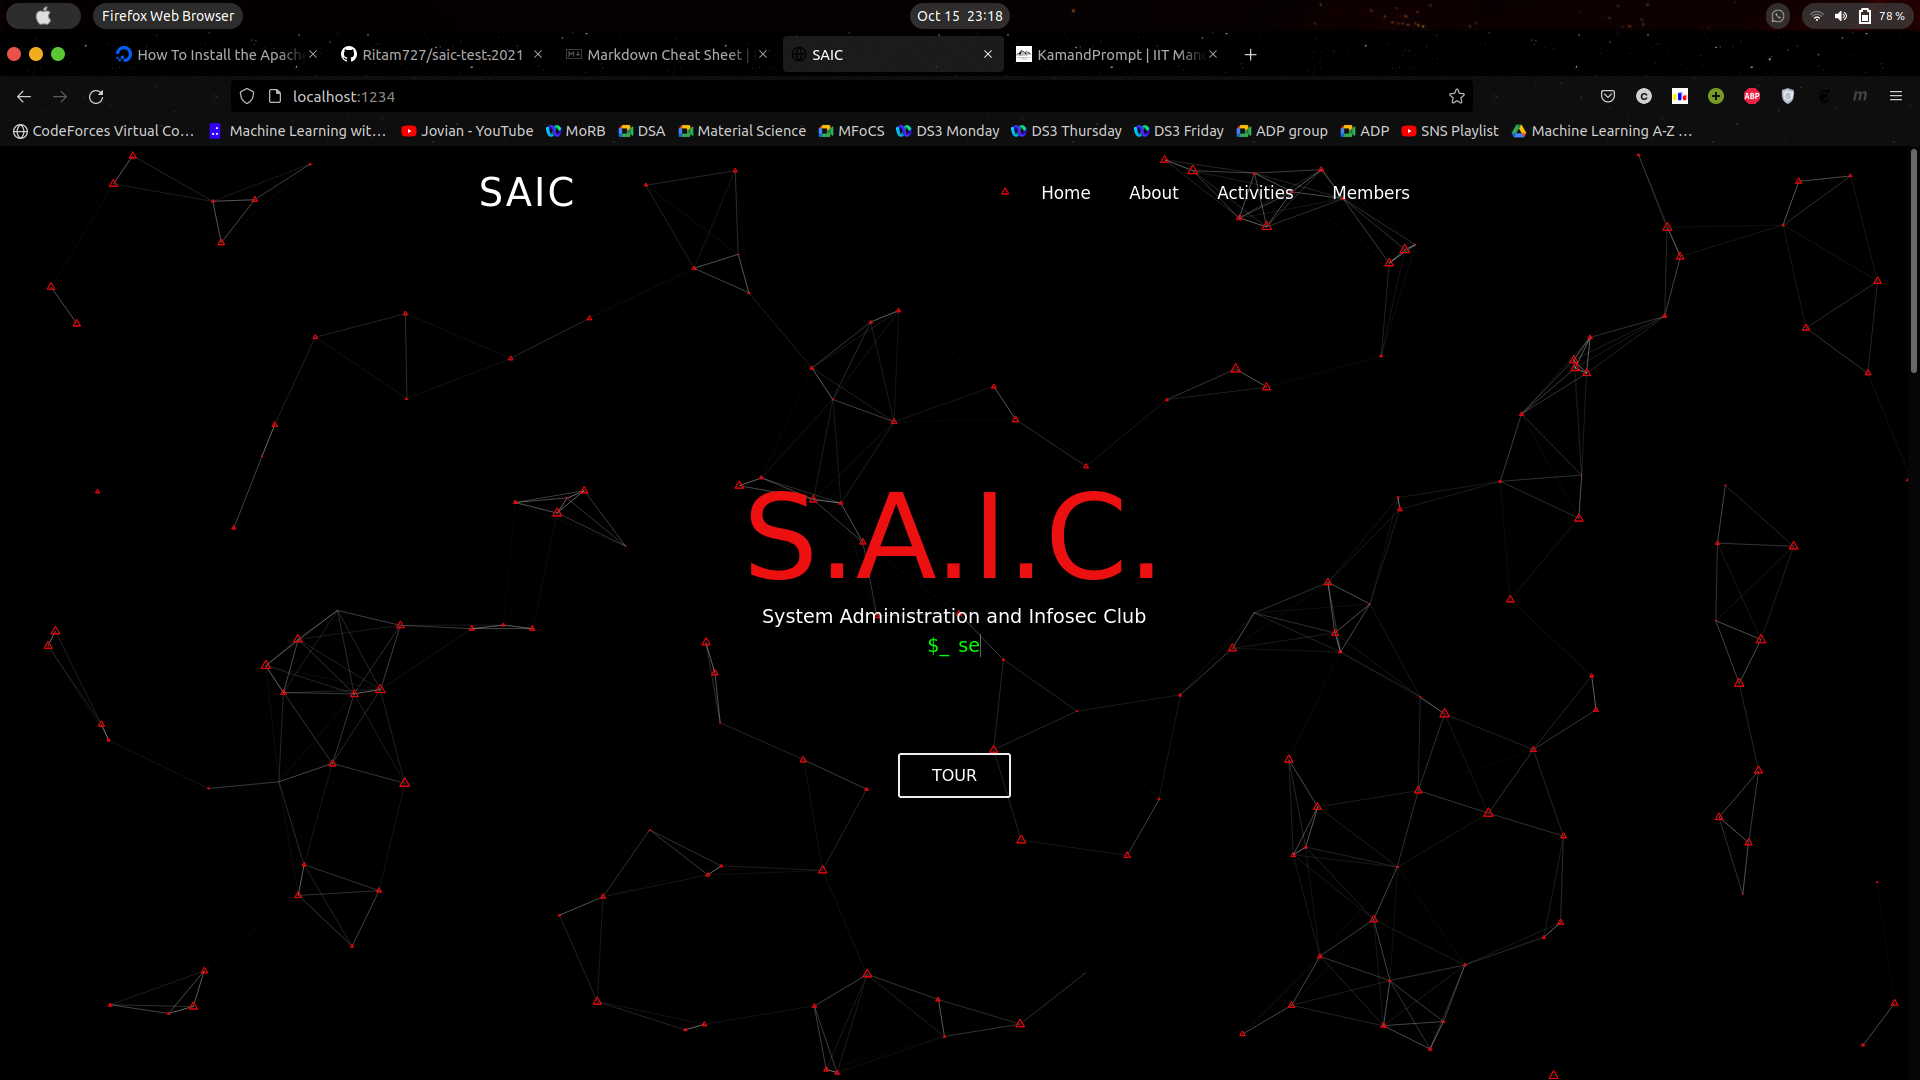 Firefox Web Browser
Oct 15 23:18
78 %
How To Install the Apach
Ritam727/saic-test-2021
Markdown Cheat Sheet |
SAIC
KamandPrompt | IIT Man
localhost:1234
ABP
m
CodeForces Virtual Co…
Machine Learning wit…
Jovian - YouTube
MoRB
DSA
Material Science
MFoCS
DS3 Monday
DS3 Thursday
DS3 Friday
ADP group
ADP
SNS Playlist
Machine Learning A-Z …
SAIC
Home
About
Activities
Members
S.A.I.C.
System Administration and Infosec Club
$_ se
TOUR